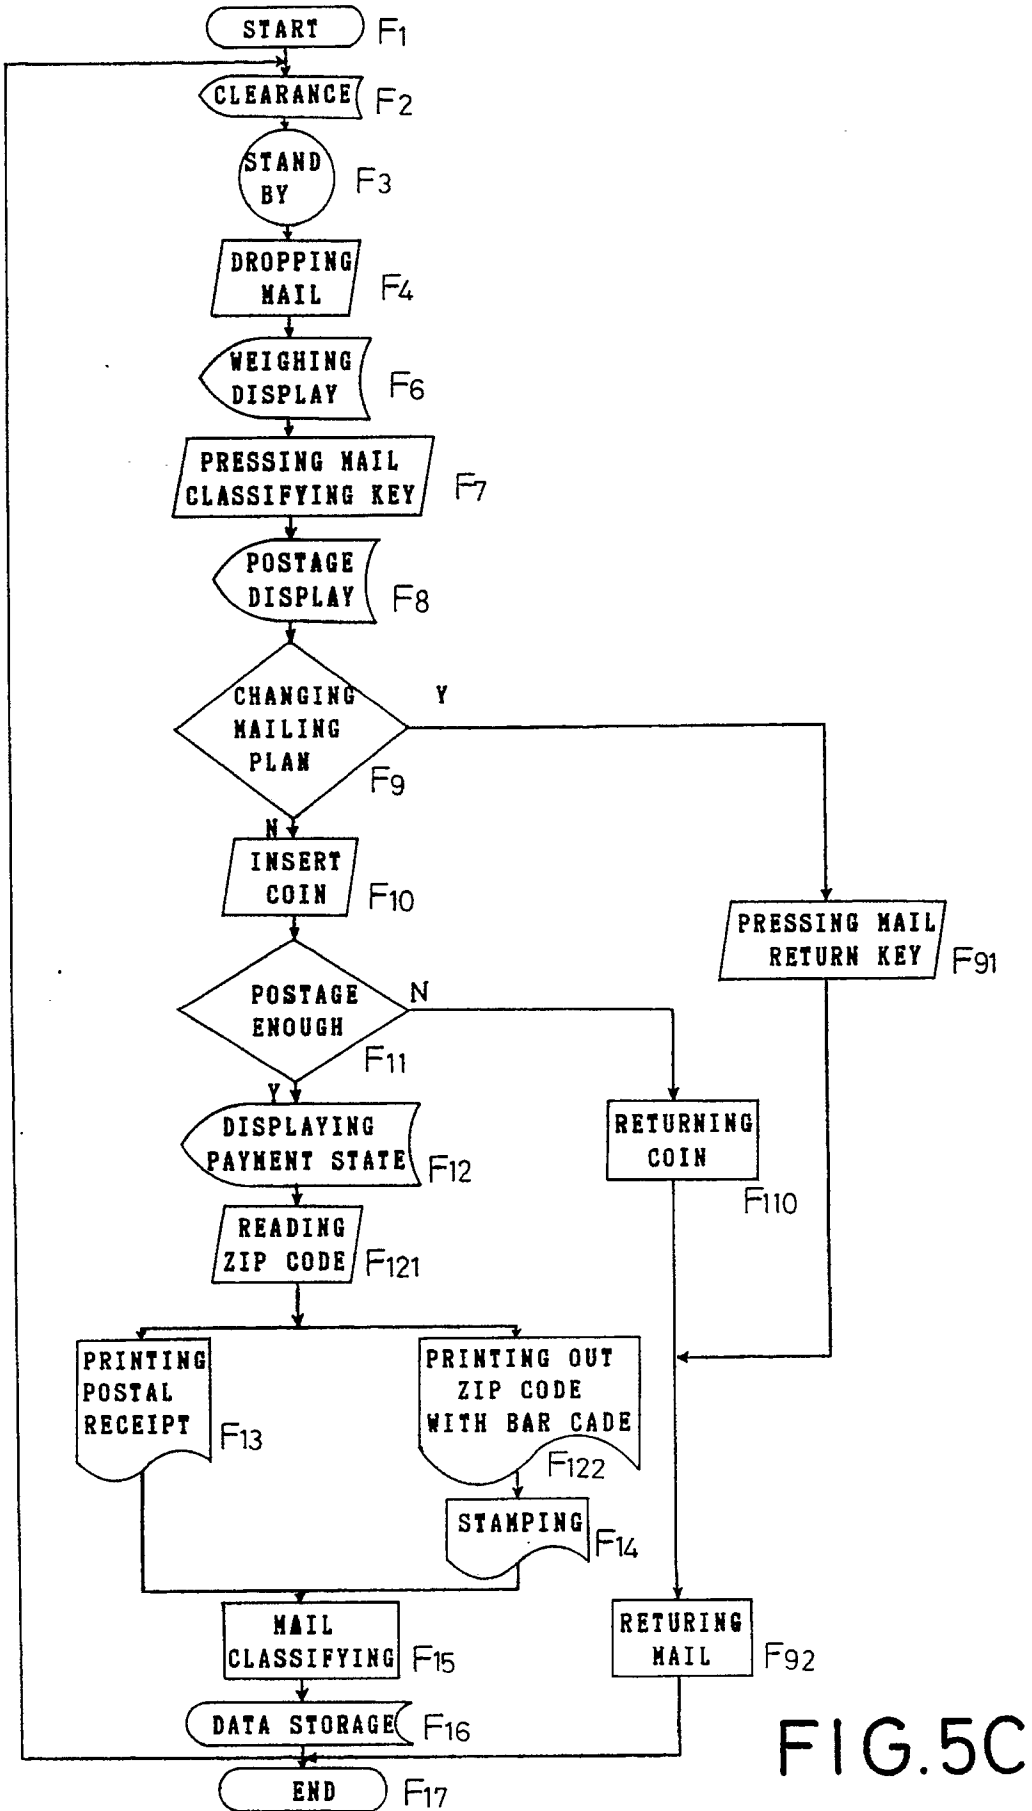 START F1
CLEARANCE F2
STAND
BY F3
DROPPING
MAIL F4
WEIGHING
DISPLAY F6
PRESSING MAIL
CLASSIFYING KEY F7
POSTAGE
DISPLAY F8
CHANGING
MAILING
PLAN F9
Y
N
INSERT
COIN F10
PRESSING MAIL
RETURN KEY F91
POSTAGE
ENOUGH F11
N
Y
DISPLAYING
PAYMENT STATE F12
RETURNING
COIN F110
READING
ZIP CODE F121
PRINTING
POSTAL
RECEIPT F13
PRINTING OUT
ZIP CODE
WITH BAR CADE
F122
STAMPING F14
MAIL
CLASSIFYING F15
RETURING
MAIL F92
DATA STORAGE F16
END F17
FIG.5C